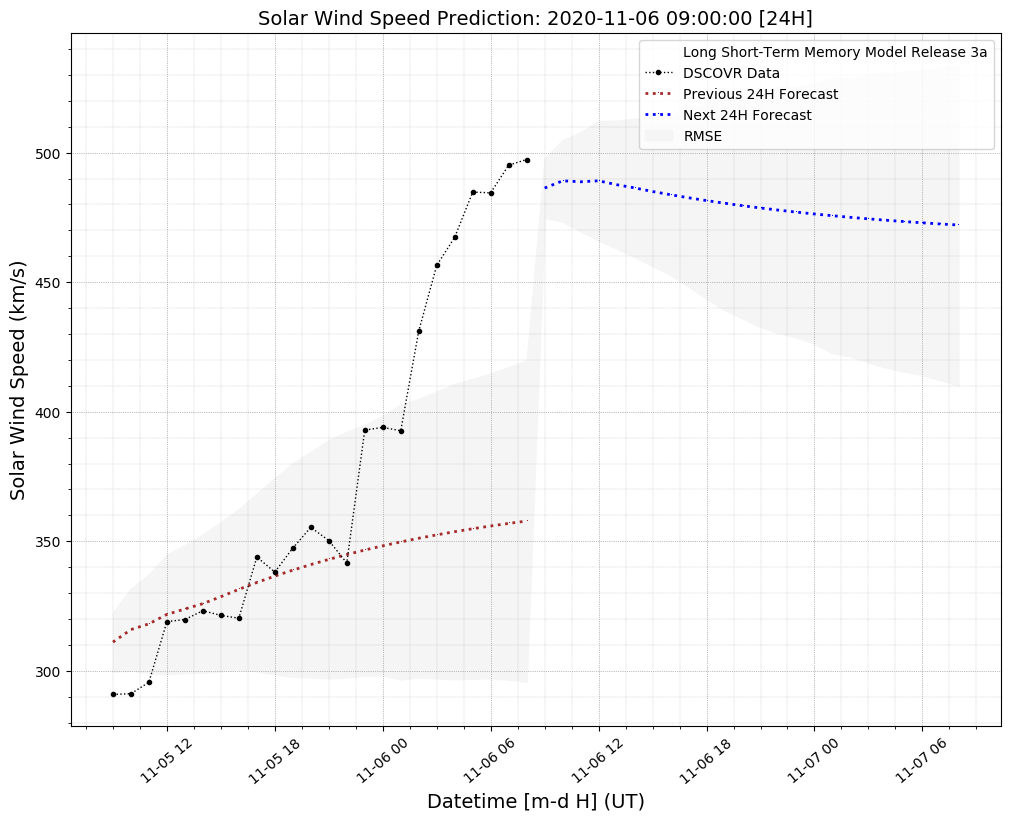 Solar Wind Speed Prediction: 2020-11-06 09:00:00 [24H]
Long Short-Term Memory Model Release 3a
DSCOVR Data
Previous 24H Forecast
Next 24H Forecast
RMSE
Solar Wind Speed (km/s)
500
450
400
350
300
11-05 12
11-05 18
11-06 00
11-06 06
11-06 12
11-06 18
11-07 00
11-07 06
Datetime [m-d H] (UT)